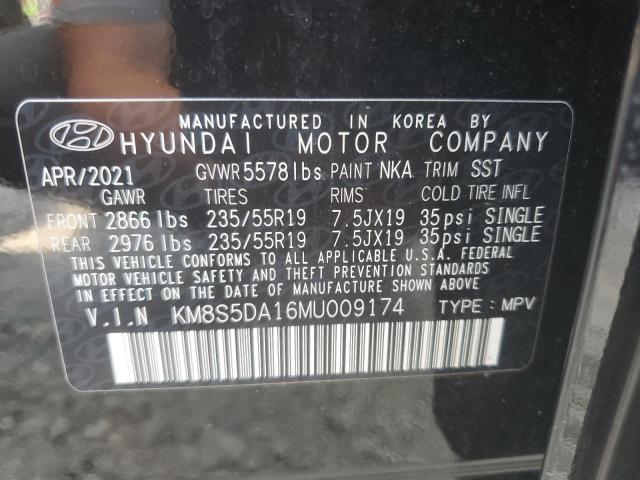 MANUFACTURED IN KOREA BY
HYUNDAI MOTOR COMPANY
APR/2021 GVWR 5578lbs PAINT NKA TRIM SST
GAWR TIRES RIMS COLD TIRE INFL
FRONT 2866 lbs 235/55R19 7.5JX19 35psi SINGLE
REAR 2976 lbs 235/55R19 7.5JX19 35psi SINGLE
THIS VEHICLE CONFORMS TO ALL APPLICABLE U.S.A. FEDERAL
MOTOR VEHICLE SAFETY AND THEFT PREVENTION STANDARDS
IN EFFECT ON THE DATE OF MANUFACTURE SHOWN ABOVE.
V.I.N KM8S5DA16MU009174 TYPE : MPV